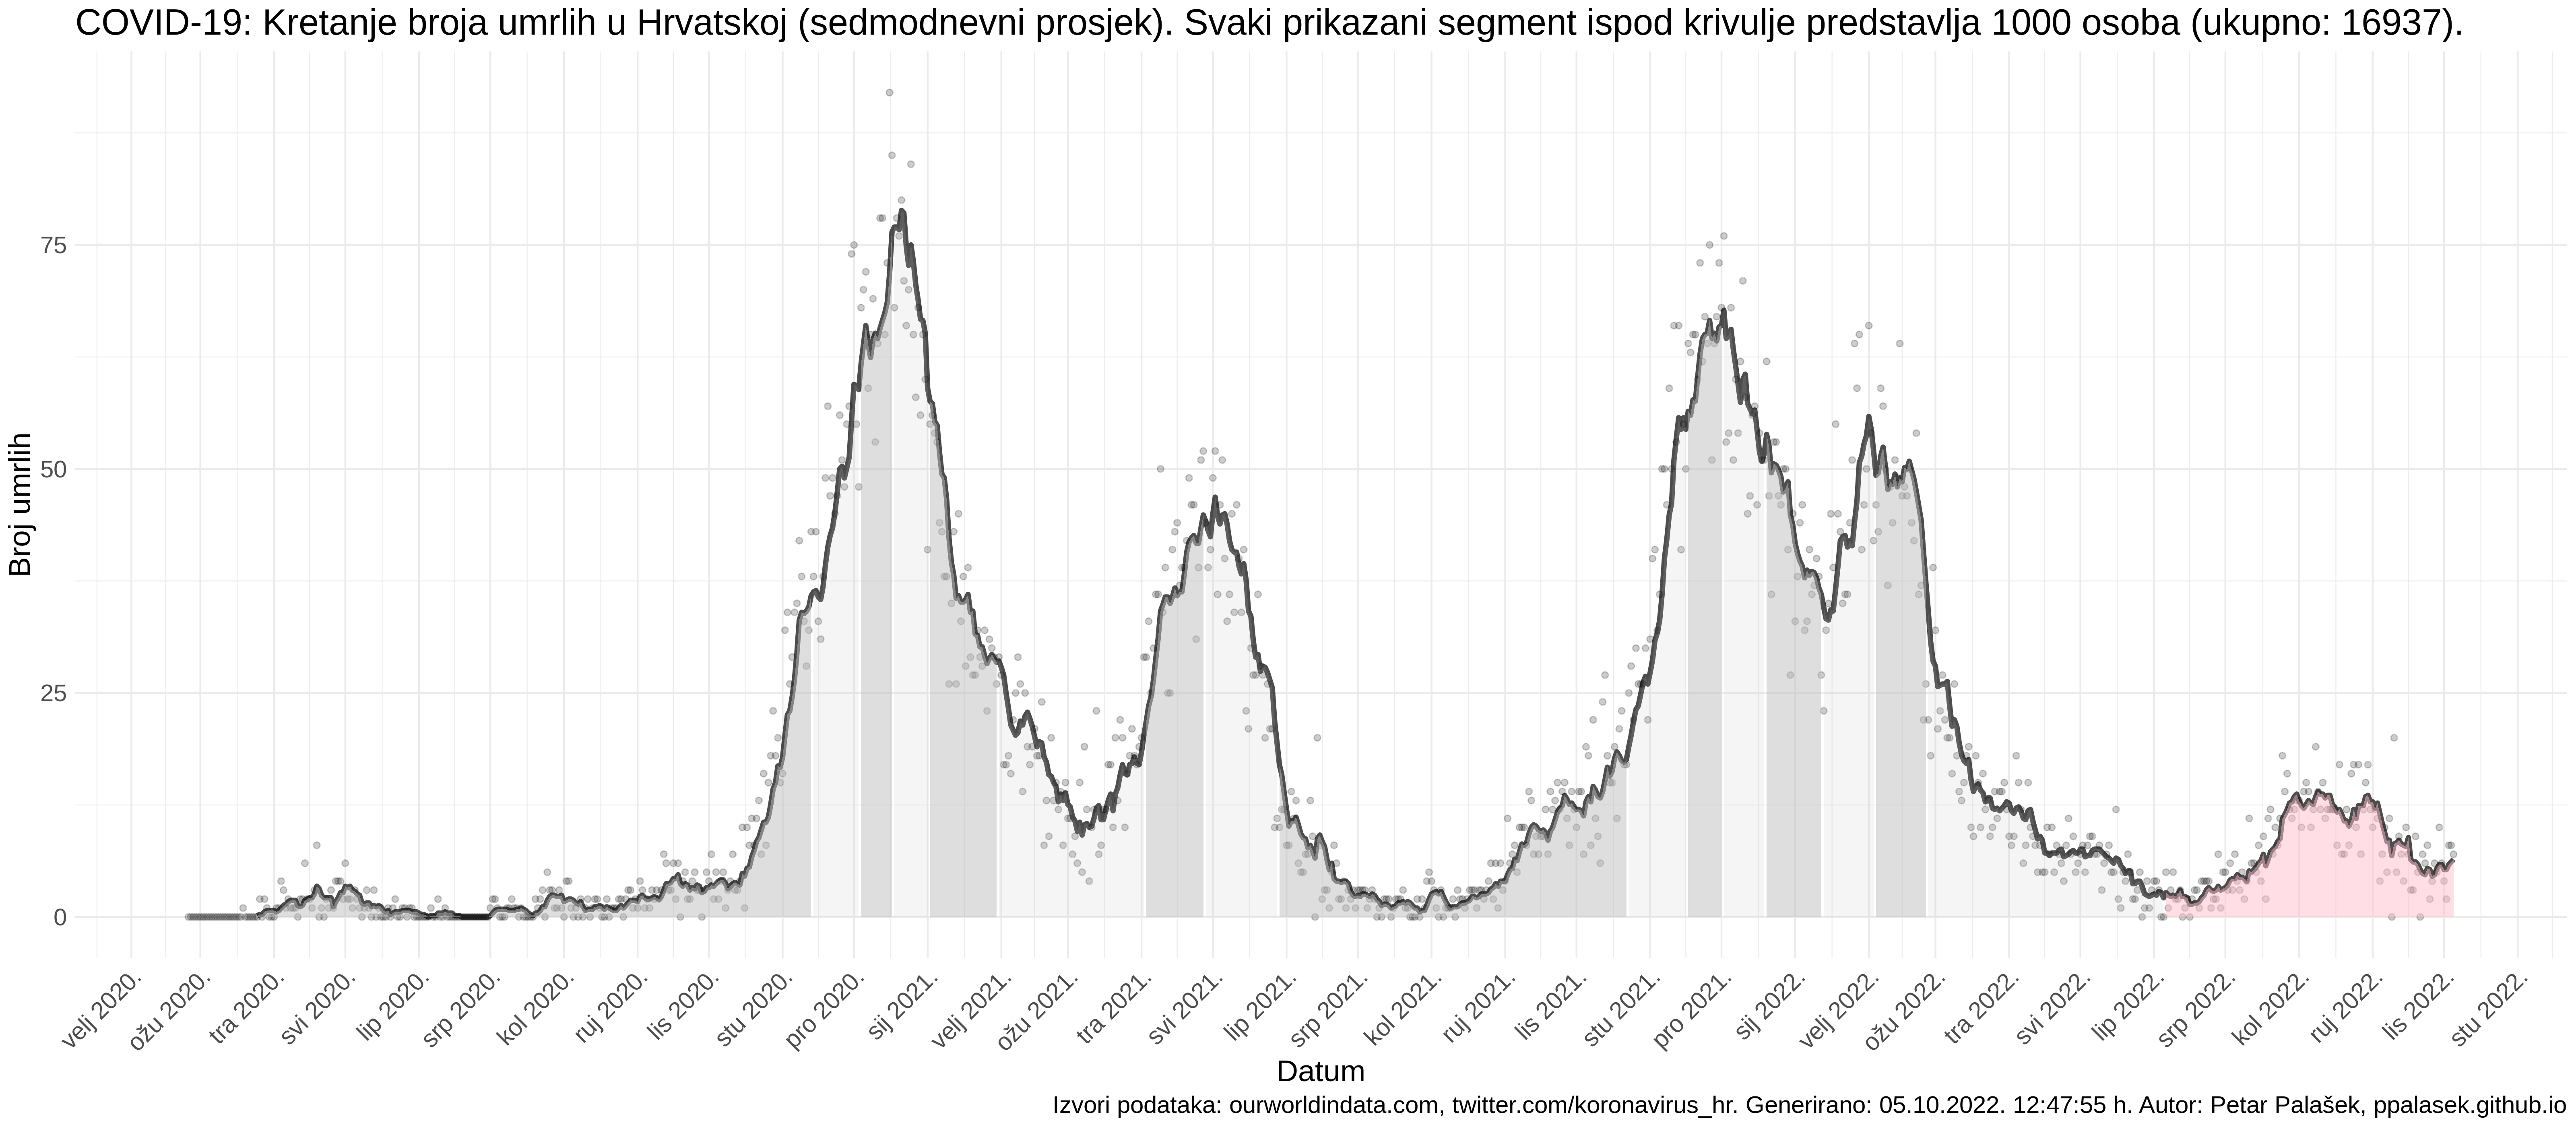 COVID-19: Kretanje broja umrlih u Hrvatskoj (sedmodnevni prosjek). Svaki prikazani segment ispod krivulje predstavlja 1000 osoba (ukupno: 16937).
Broj umrlih
75
50
25
0
velj 2020.
ožu 2020.
tra 2020.
svi 2020.
lip 2020.
srp 2020.
kol 2020.
ruj 2020.
lis 2020.
stu 2020.
pro 2020.
sij 2021.
velj 2021.
ožu 2021.
tra 2021.
svi 2021.
lip 2021.
srp 2021.
kol 2021.
ruj 2021.
lis 2021.
stu 2021.
pro 2021.
sij 2022.
velj 2022.
ožu 2022.
tra 2022.
svi 2022.
lip 2022.
srp 2022.
kol 2022.
ruj 2022.
lis 2022.
stu 2022.
Datum
Izvori podataka: ourworldindata.com, twitter.com/koronavirus_hr. Generirano: 05.10.2022. 12:47:55 h. Autor: Petar Palašek, ppalasek.github.io